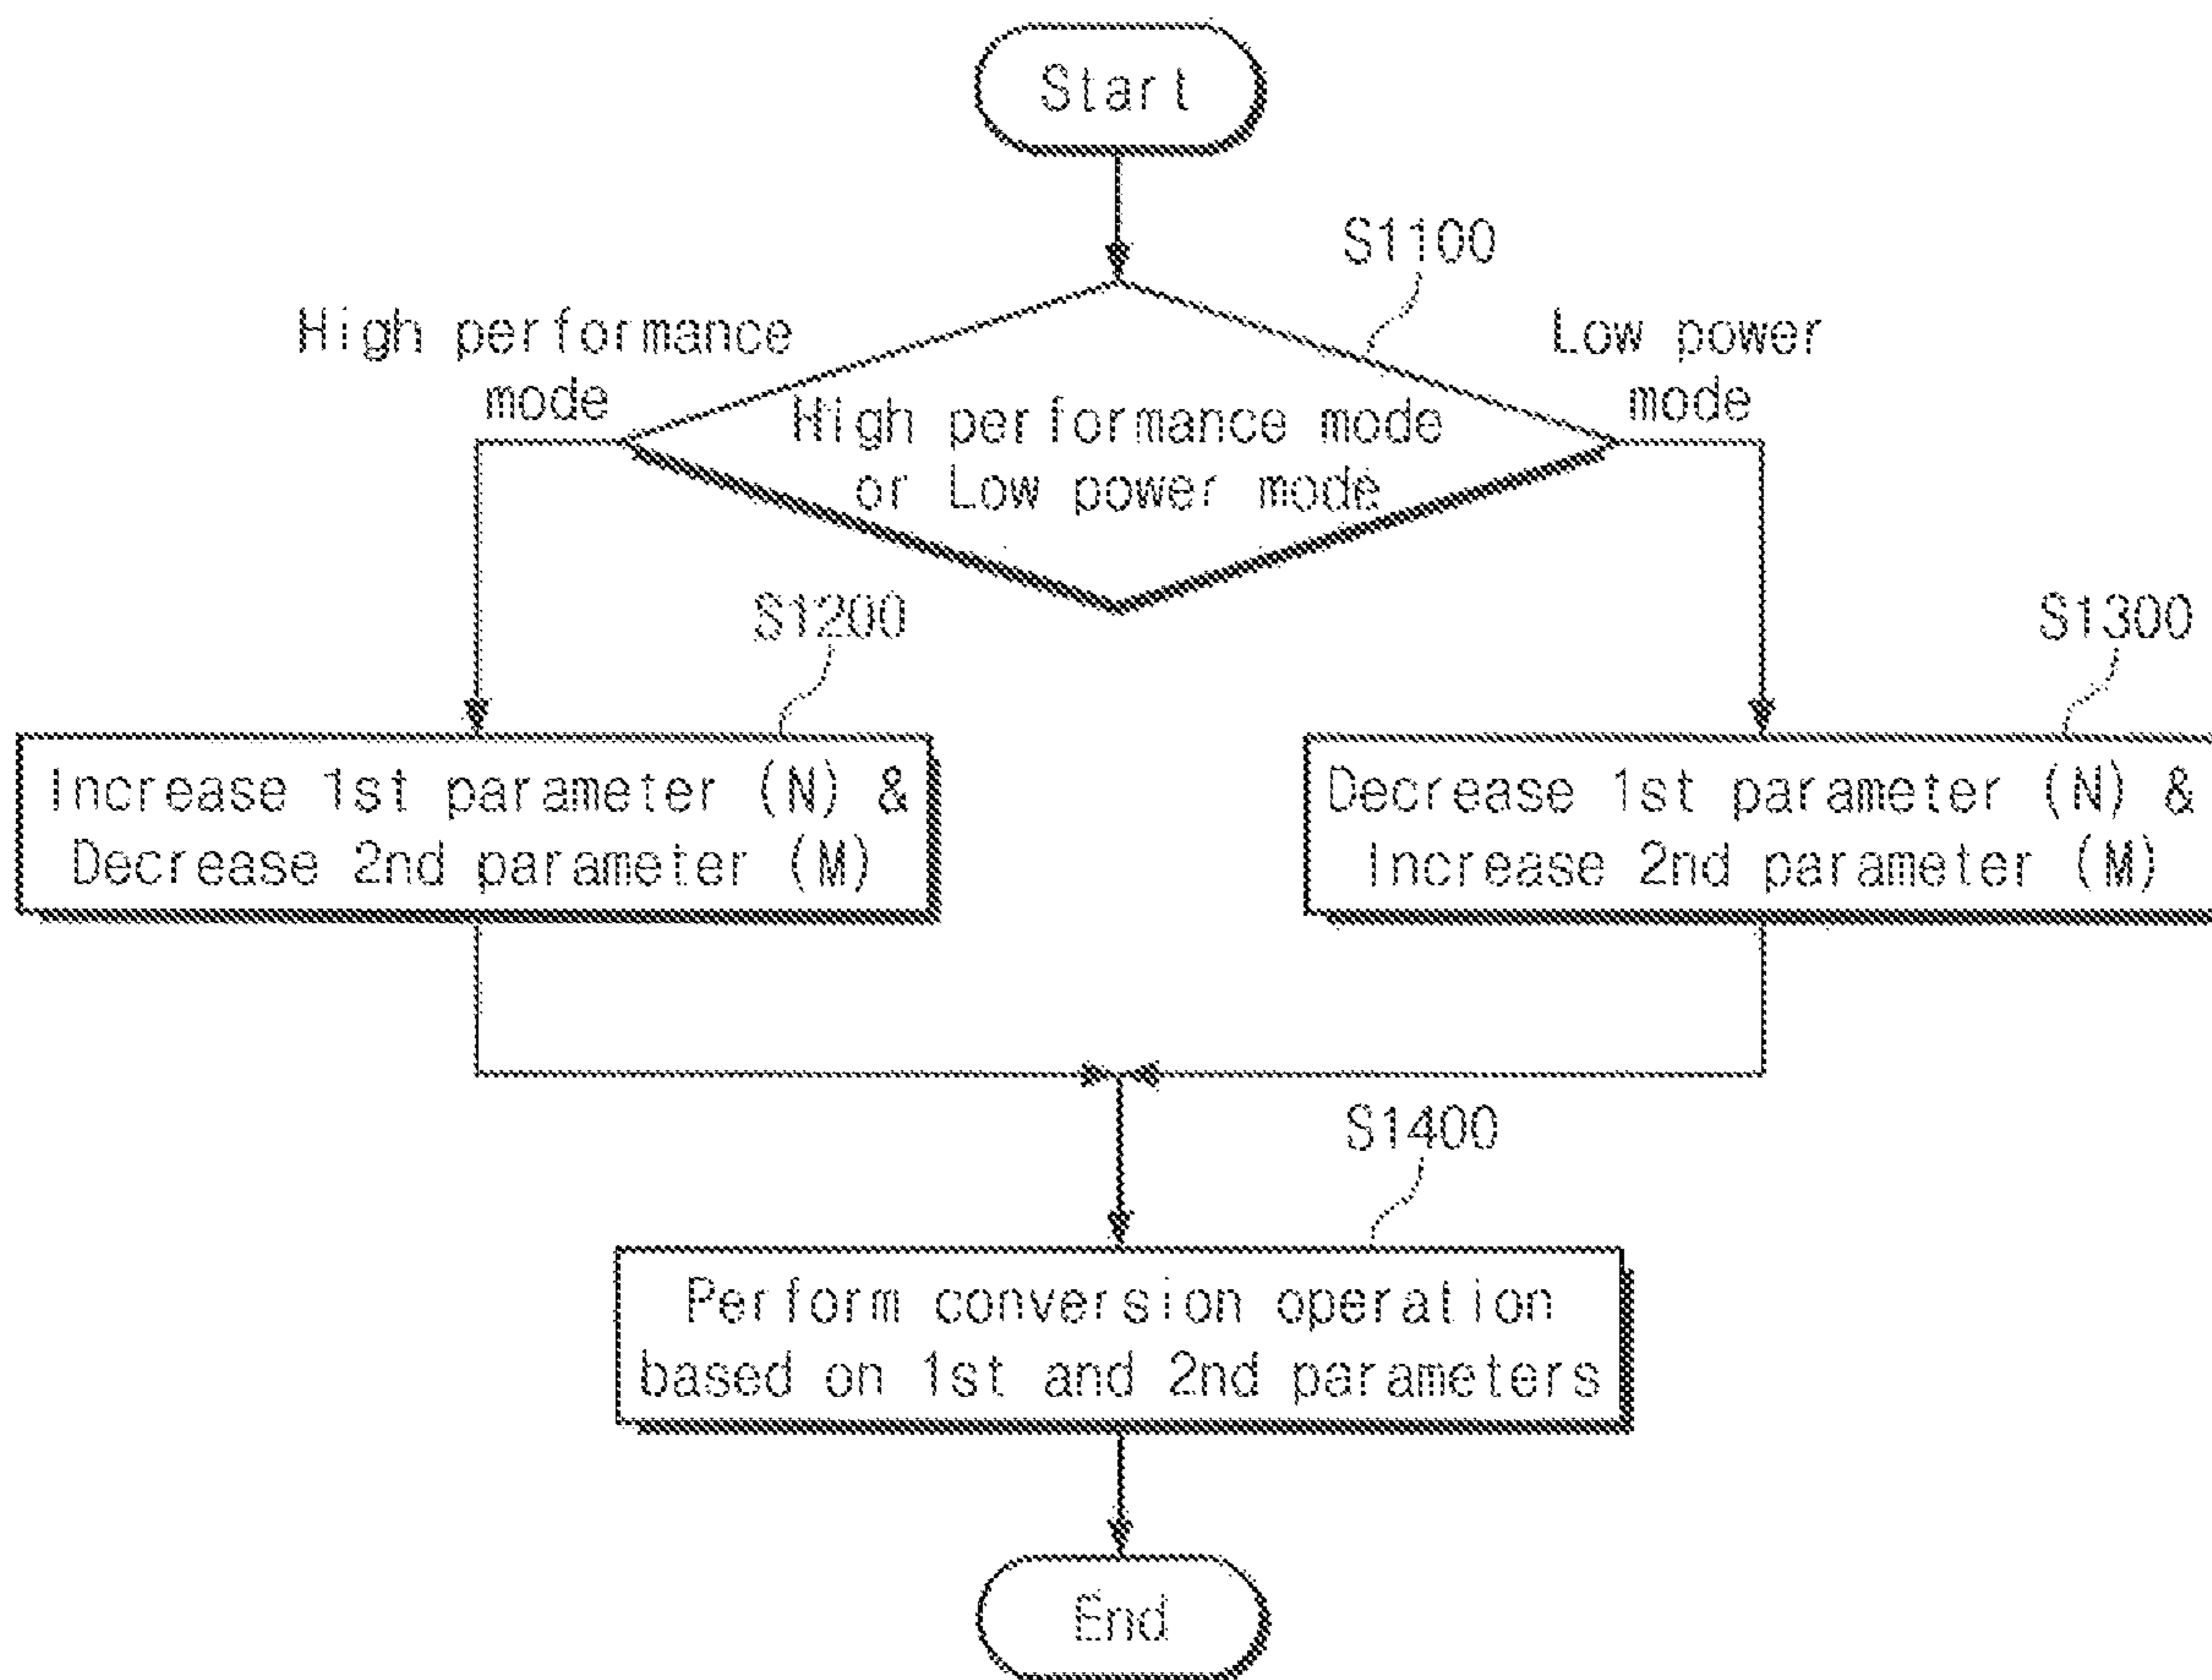 Start
S1100
High performance
mode
Low power
mode
High performance mode
or Low power mode
S1200
S1300
Increase 1st parameter (N) &
Decrease 2nd parameter (M)
Decrease 1st parameter (N) &
Increase 2nd parameter (M)
S1400
Perform conversion operation
based on 1st and 2nd parameters
End